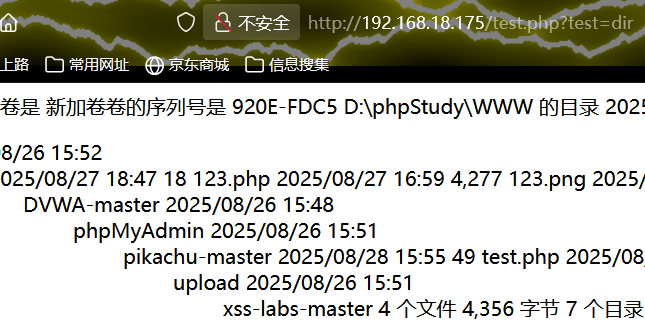 不安全 http://192.168.18.175/test.php?test=dir
上路 常用网址 京东商城 信息搜集
卷是 新加卷卷的序列号是 920E-FDC5 D:\phpStudy\WWW 的目录 2025
8/26 15:52
025/08/27 18:47 18 123.php 2025/08/27 16:59 4,277 123.png 2025/
DVWA-master 2025/08/26 15:48
phpMyAdmin 2025/08/26 15:51
pikachu-master 2025/08/28 15:55 49 test.php 2025/08/
upload 2025/08/26 15:51
xss-labs-master 4 个文件 4,356 字节 7 个目录